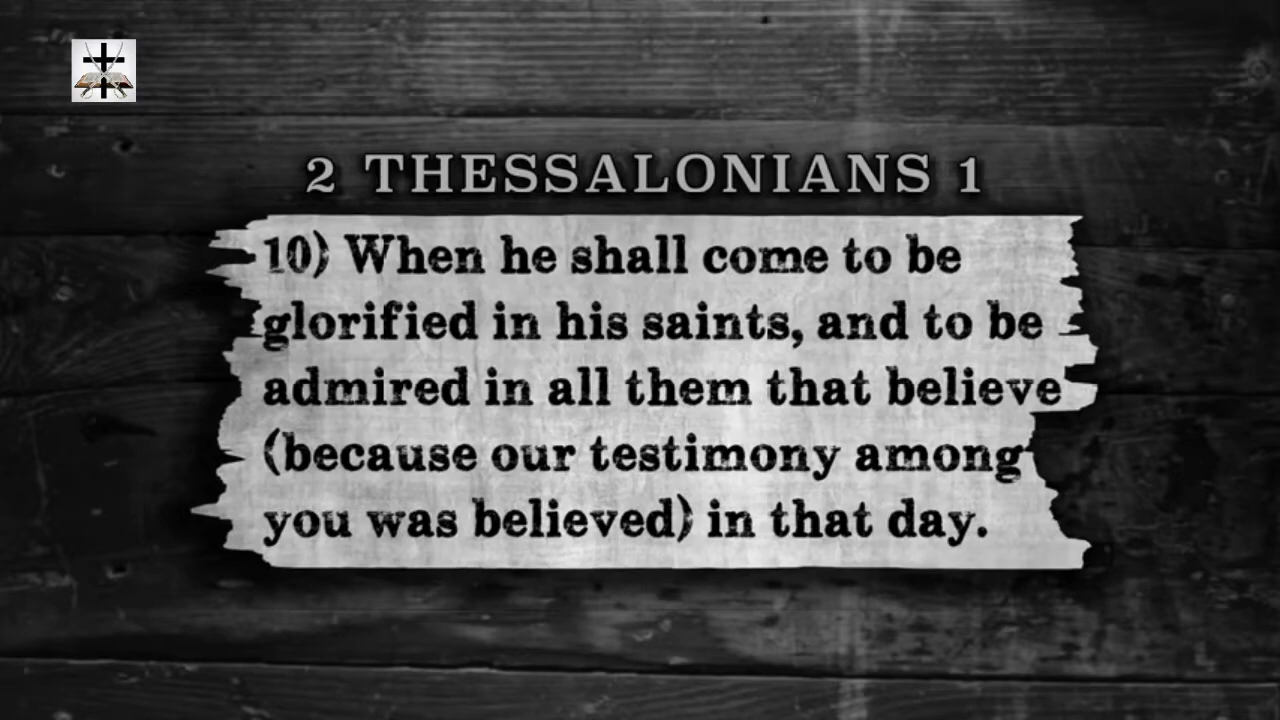 2 THESSALONIANS 1
10) When he shall come to be
glorified in his saints, and to be
admired in all them that believe
(because our testimony among
you was believed) in that day.